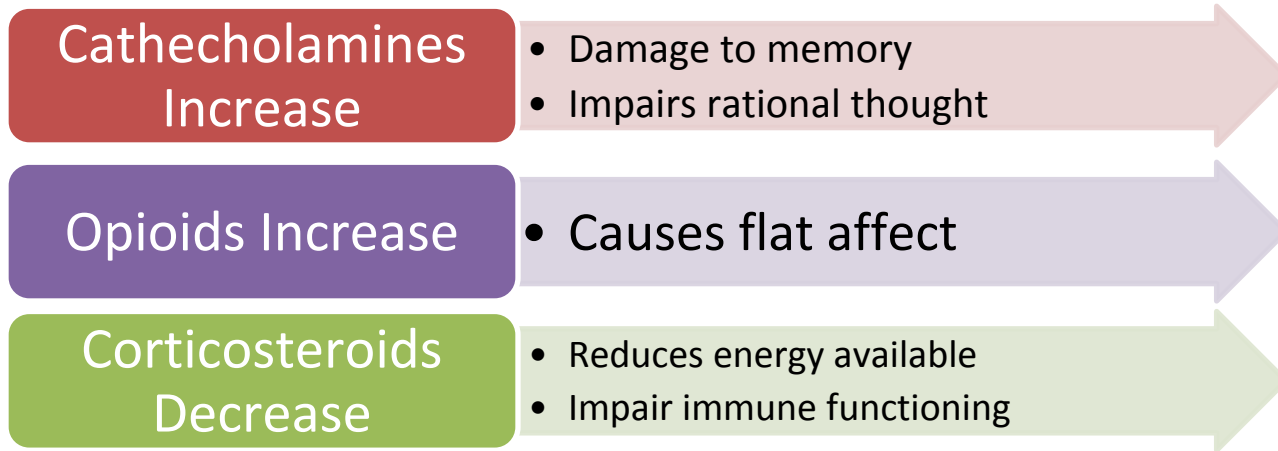 Cathecholamines
Increase
• Damage to memory
• Impairs rational thought
Opioids Increase
• Causes flat affect
Corticosteroids
Decrease
• Reduces energy available
• Impair immune functioning